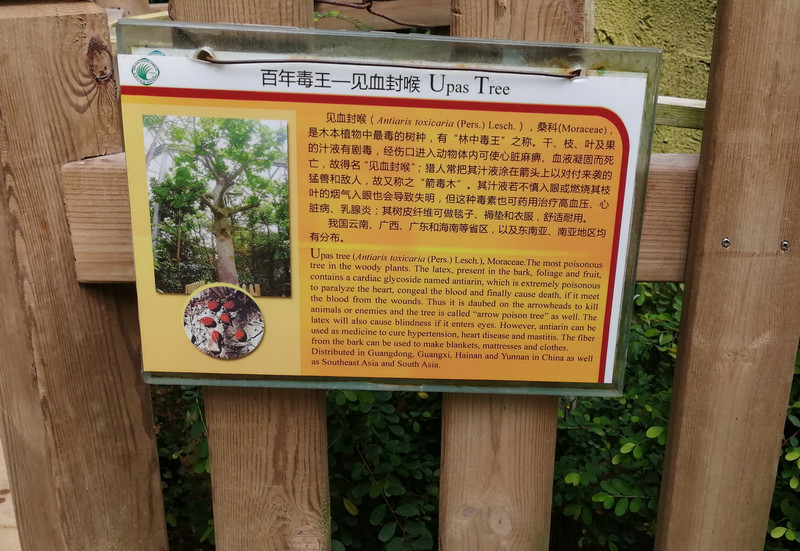 百年毒王—见血封喉 Upas Tree
见血封喉（Antiaris toxicaria (Pers.) Lesch.），桑科(Moraceae)，
是木本植物中最毒的树种，有“林中毒王”之称。干、枝、叶及果
的汁液有剧毒，经伤口进入动物体内可使心脏麻痹、血液凝固而死
亡，故得名“见血封喉”；猎人常把其汁液涂在箭头上以对付来袭的
猛兽和敌人，故又称之“箭毒木”。其汁液若不慎入眼或燃烧其枝
叶的烟气入眼也会导致失明，但这种毒素也可药用治疗高血压、心
脏病、乳腺炎；其树皮纤维可做毯子、褥垫和衣服，舒适耐用。
我国云南、广西、广东和海南等省区，以及东南亚、南亚地区均
有分布。
Upas tree (Antiaris toxicaria (Pers.) Lesch.), Moraceae.The most poisonous
tree in the woody plants. The latex, present in the bark, foliage and fruit,
contains a cardiac glycoside named antiarin, which is extremely poisonous
to paralyze the heart, congeal the blood and finally cause death, if it meet
the blood from the wounds. Thus it is daubed on the arrowheads to kill
animals or enemies and the tree is called “arrow poison tree” as well. The
latex will also cause blindness if it enters eyes. However, antiarin can be
used as medicine to cure hypertension, heart disease and mastitis. The fiber
from the bark can be used to make blankets, mattresses and clothes.
Distributed in Guangdong, Guangxi, Hainan and Yunnan in China as well
as Southeast Asia and South Asia.